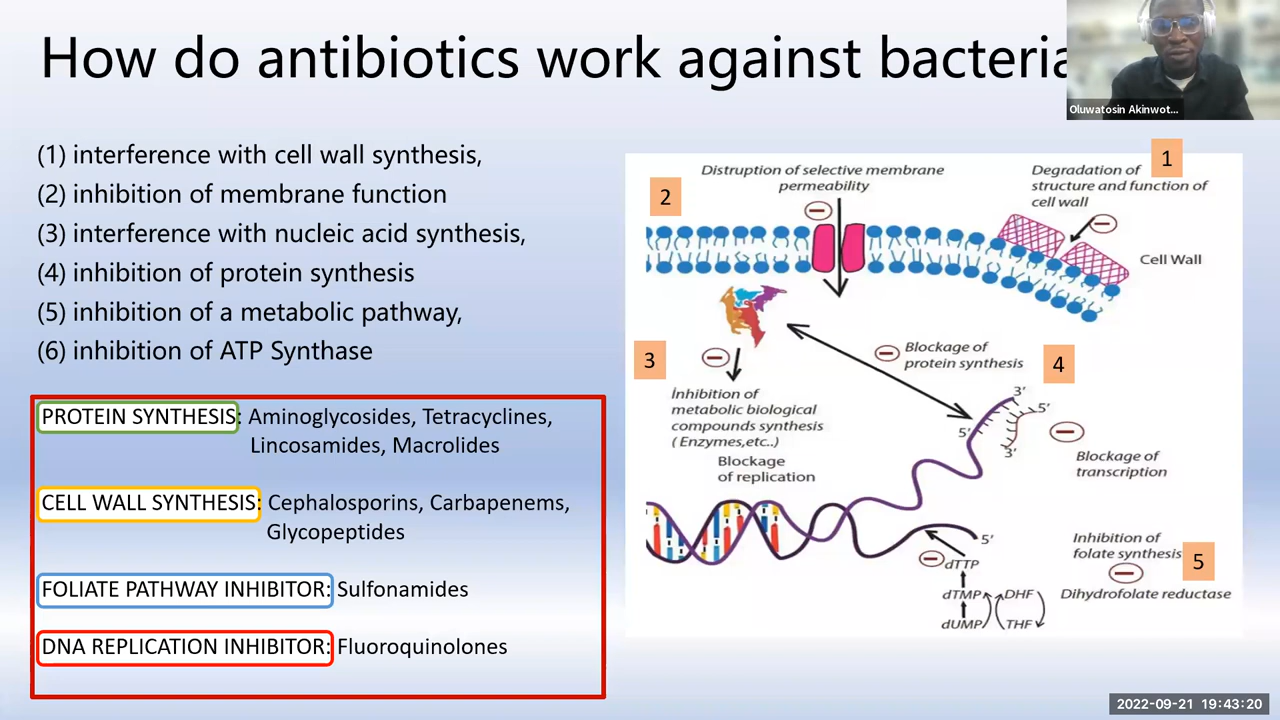 How do antibiotics work against bacteria
Oluwatosin Akinwot...
(1) interference with cell wall synthesis,
(2) inhibition of membrane function
(3) interference with nucleic acid synthesis,
(4) inhibition of protein synthesis
(5) inhibition of a metabolic pathway,
(6) inhibition of ATP Synthase
PROTEIN SYNTHESIS: Aminoglycosides, Tetracyclines,
Lincosamides, Macrolides
CELL WALL SYNTHESIS: Cephalosporins, Carbapenems,
Glycopeptides
FOLIATE PATHWAY INHIBITOR: Sulfonamides
DNA REPLICATION INHIBITOR: Fluoroquinolones
2
Distruption of selective membrane
permeability
1
Degradation of
structure and function of
cell wall
Cell Wall
3
Inhibition of
metabolic biological
compounds synthesis
( Enzymes,etc..)
Blockage of
protein synthesis
4
3'
5'
5'
3'
Blockage of
transcription
Blockage
of replication
5'
dTTP
dTMP
DHF
dUMP
THF
Inhibition of
folate synthesis
5
Dihydrofolate reductase
2022-09-21 19:43:20